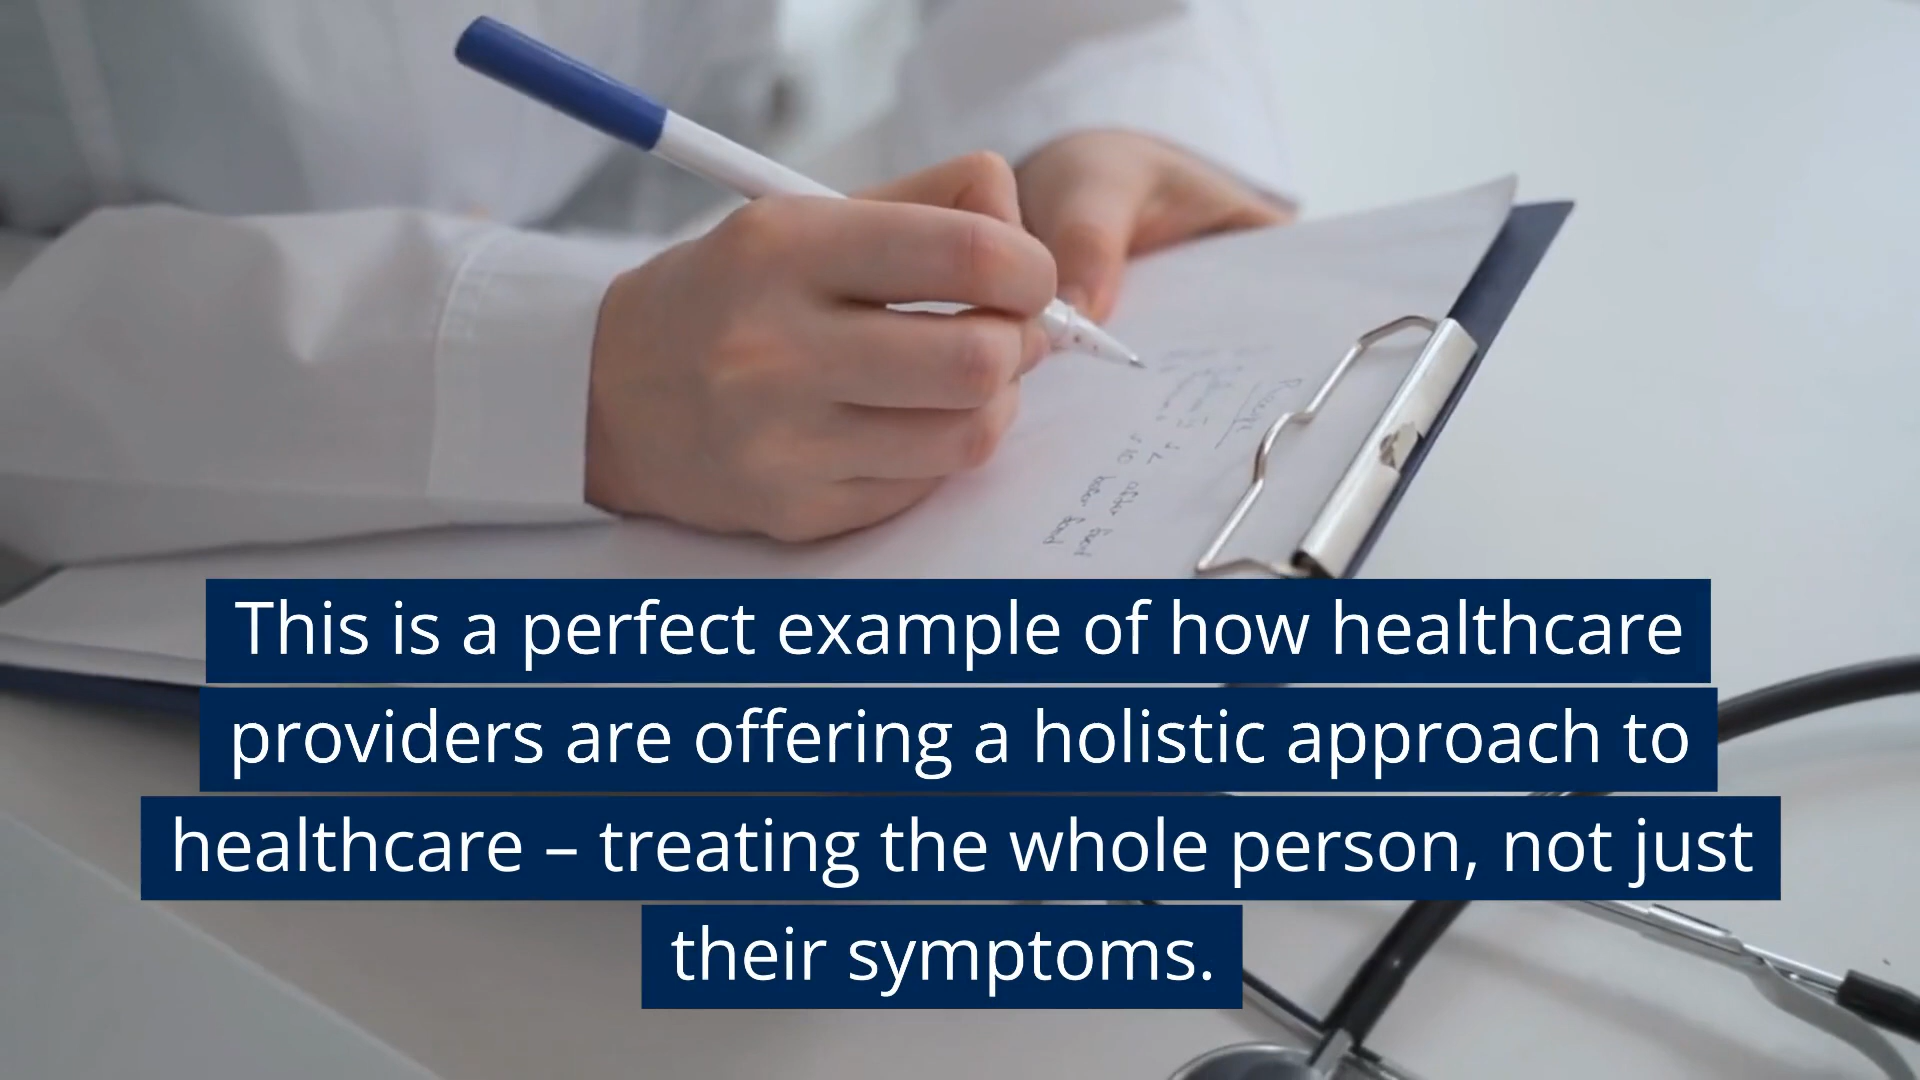 This is a perfect example of how healthcare
providers are offering a holistic approach to
healthcare – treating the whole person, not just
their symptoms.